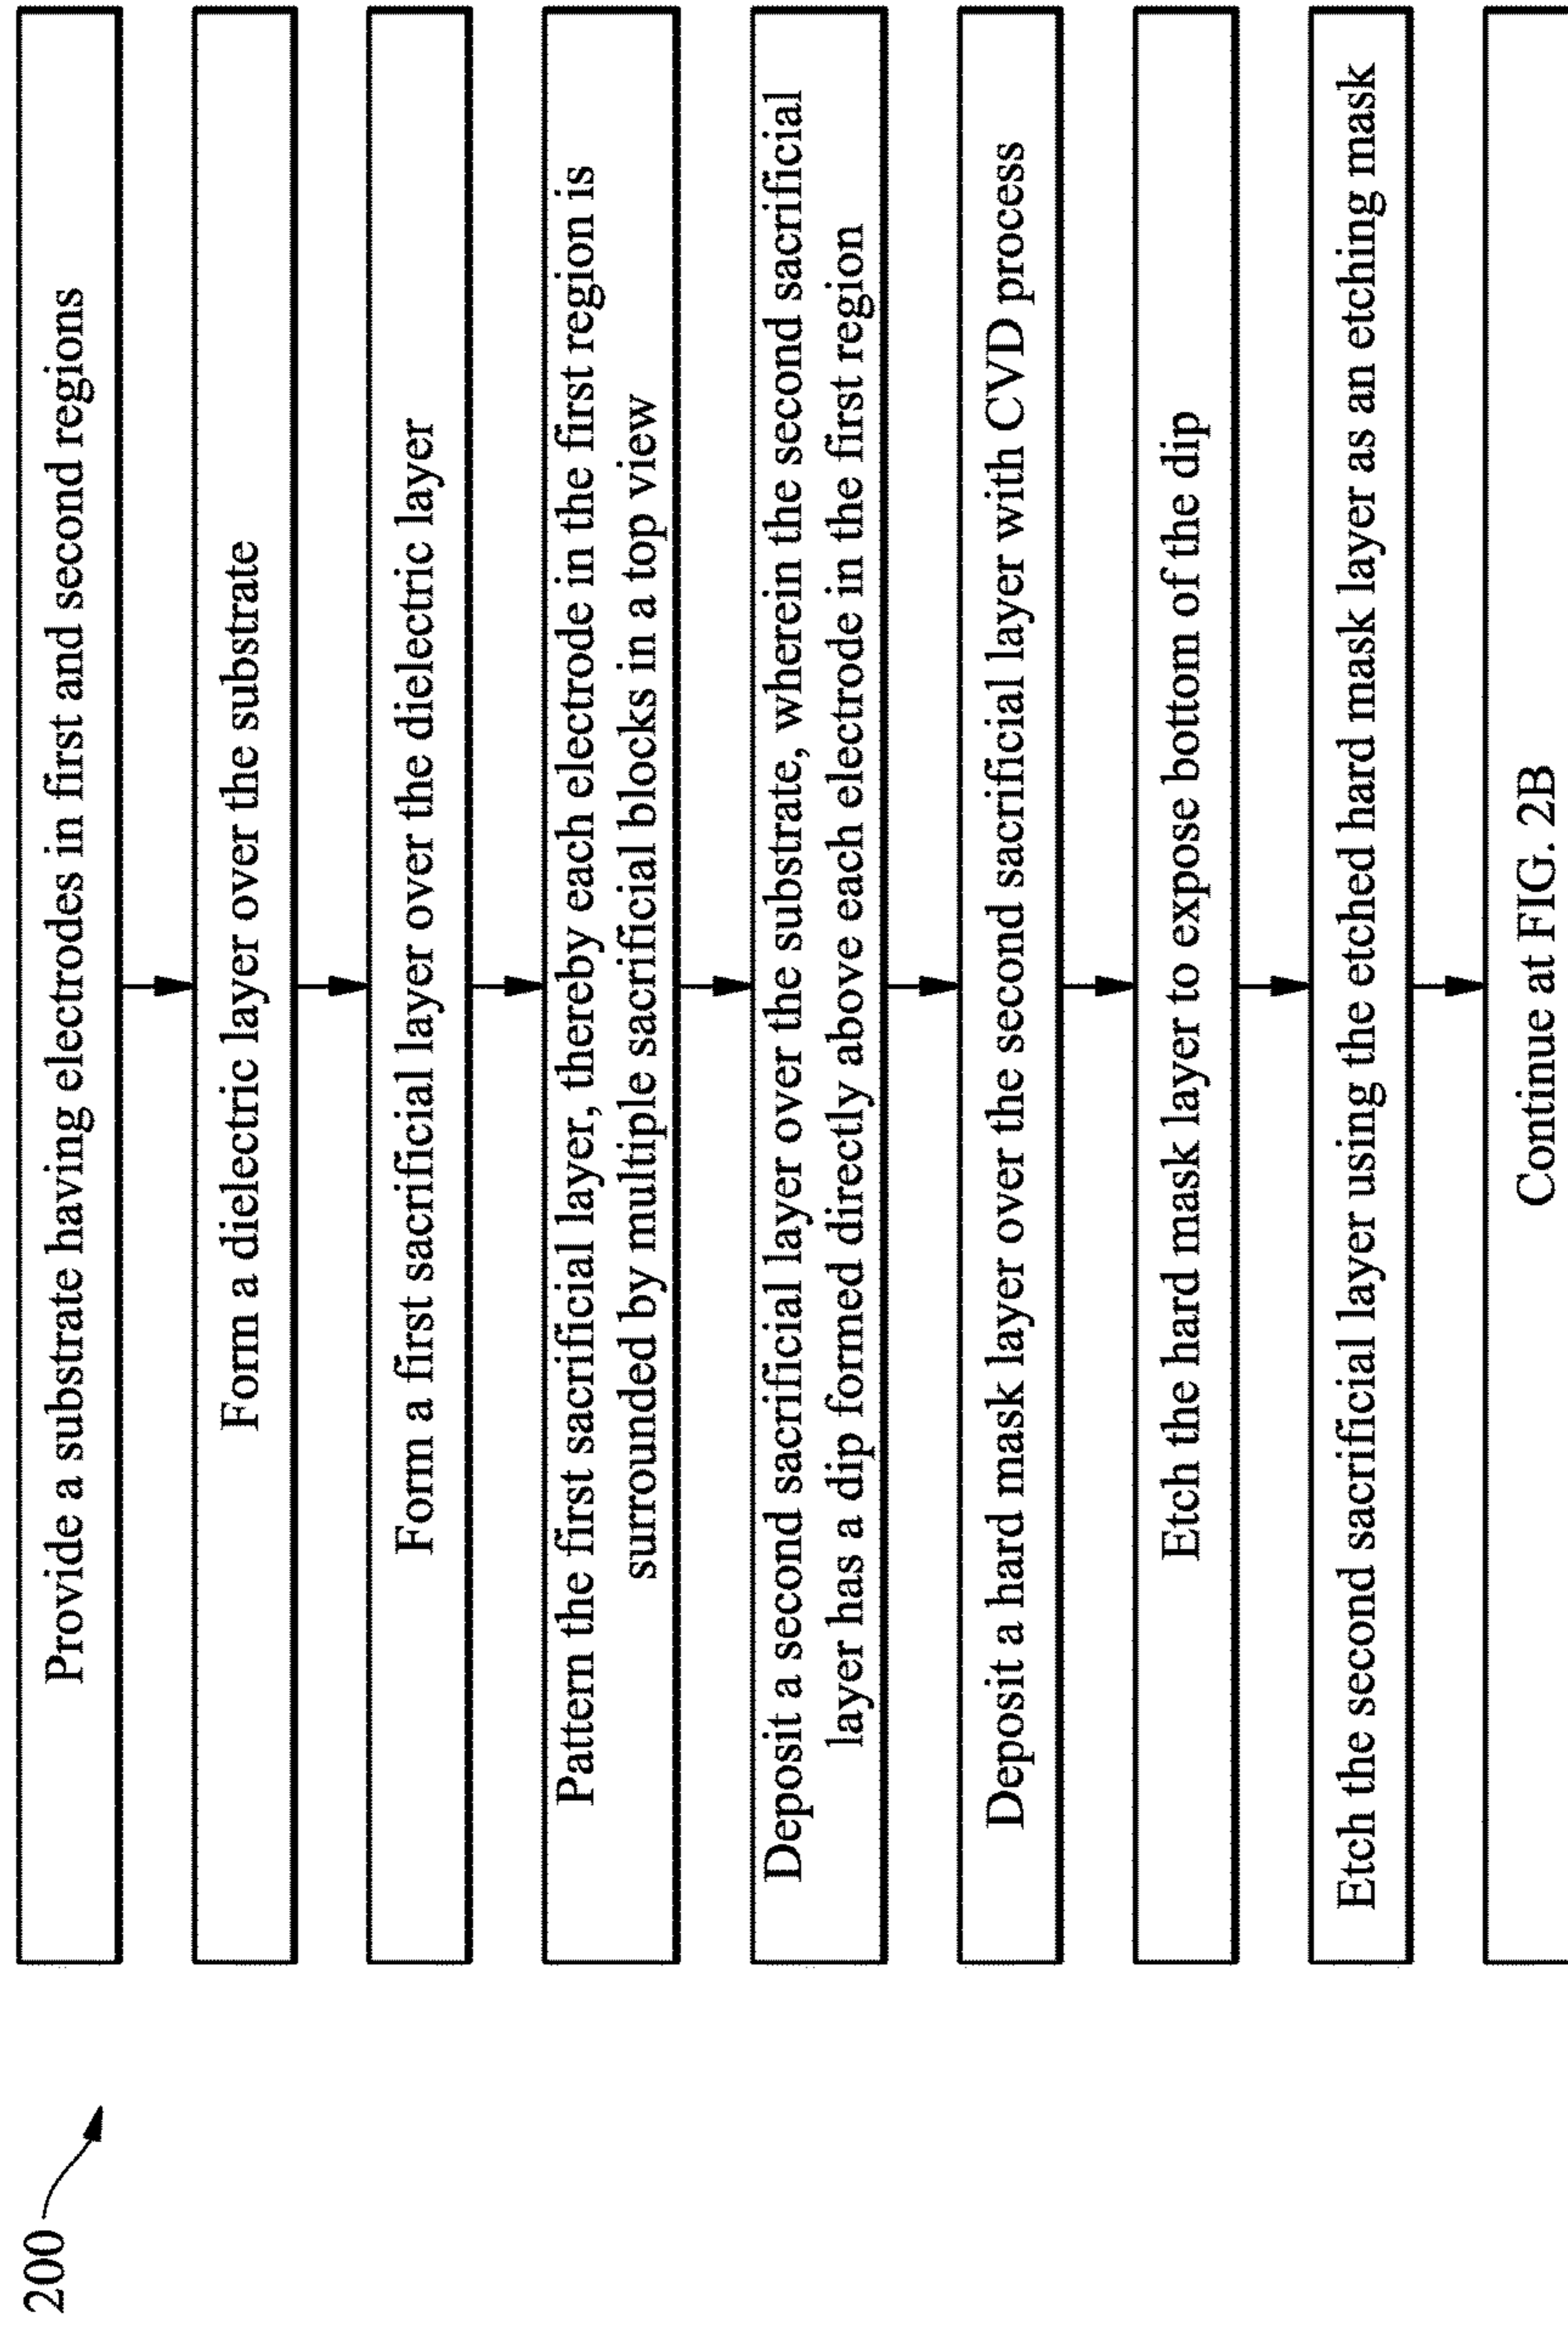 200
Provide a substrate having electrodes in first and second regions
Form a dielectric layer over the substrate
Form a first sacrificial layer over the dielectric layer
Pattern the first sacrificial layer, thereby each electrode in the first region is
surrounded by multiple sacrificial blocks in a top view
Deposit a second sacrificial layer over the substrate, wherein the second sacrificial
layer has a dip formed directly above each electrode in the first region
Deposit a hard mask layer over the second sacrificial layer with CVD process
Etch the hard mask layer to expose bottom of the dip
Etch the second sacrificial layer using the etched hard mask layer as an etching mask
Continue at FIG. 2B